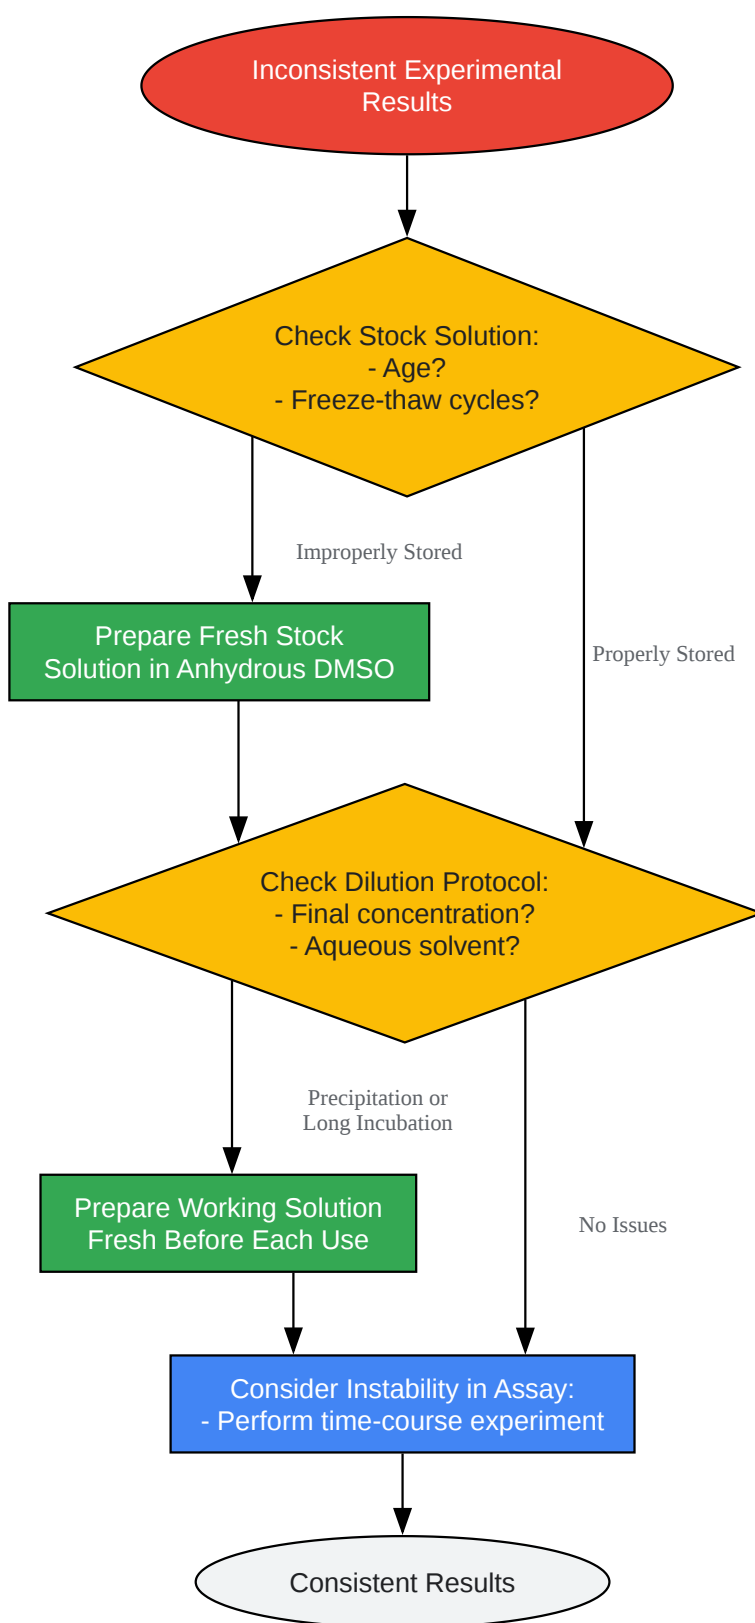 Inconsistent Experimental
Results
Check Stock Solution:
- Age?
- Freeze-thaw cycles?
Improperly Stored
Prepare Fresh Stock
Solution in Anhydrous DMSO
Properly Stored
Check Dilution Protocol:
- Final concentration?
- Aqueous solvent?
Precipitation or
Long Incubation
Prepare Working Solution
Fresh Before Each Use
No Issues
Consider Instability in Assay:
- Perform time-course experiment
Consistent Results